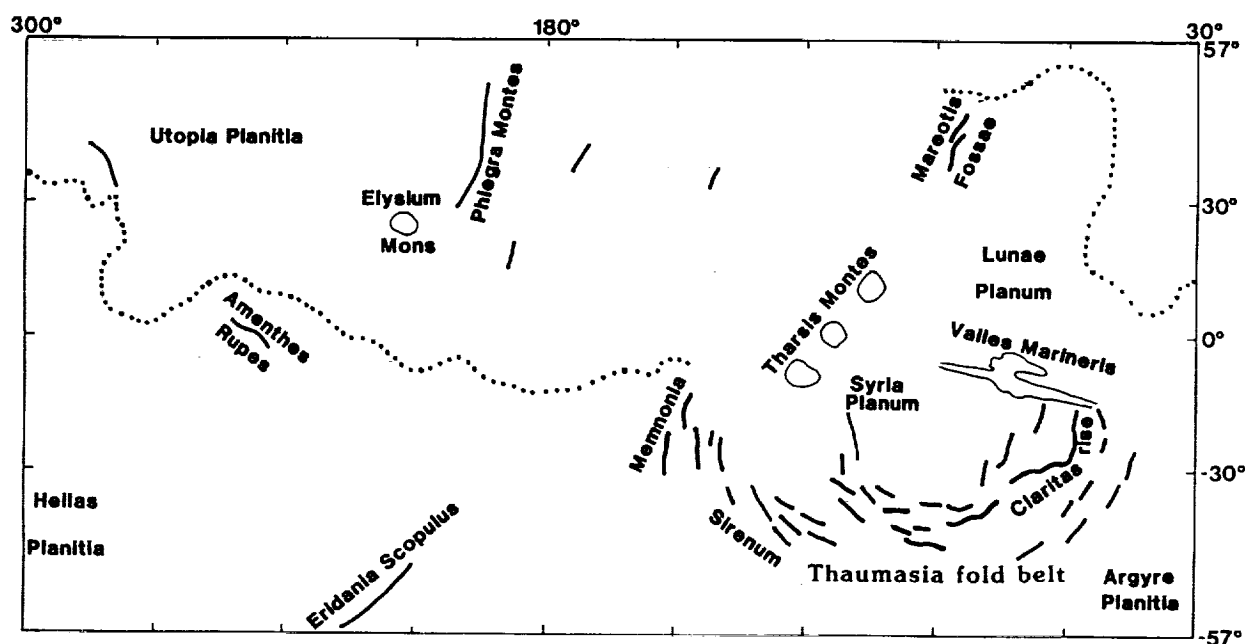 300°
180°
30°
57°
Utopia Planitia
Phlegra Montes
Mareotis
Fossae
Elysium
Mons
30°
Lunae
Planum
Tharsis Montes
Amenthes
Rupes
Valles Marineris
0°
Syria
Planum
Memnonia
rise
Claritas
-30°
Hellas
Planitia
Sirenum
Eridania Scopulus
Thaumasia fold belt
Argyre
Planitia
-57°